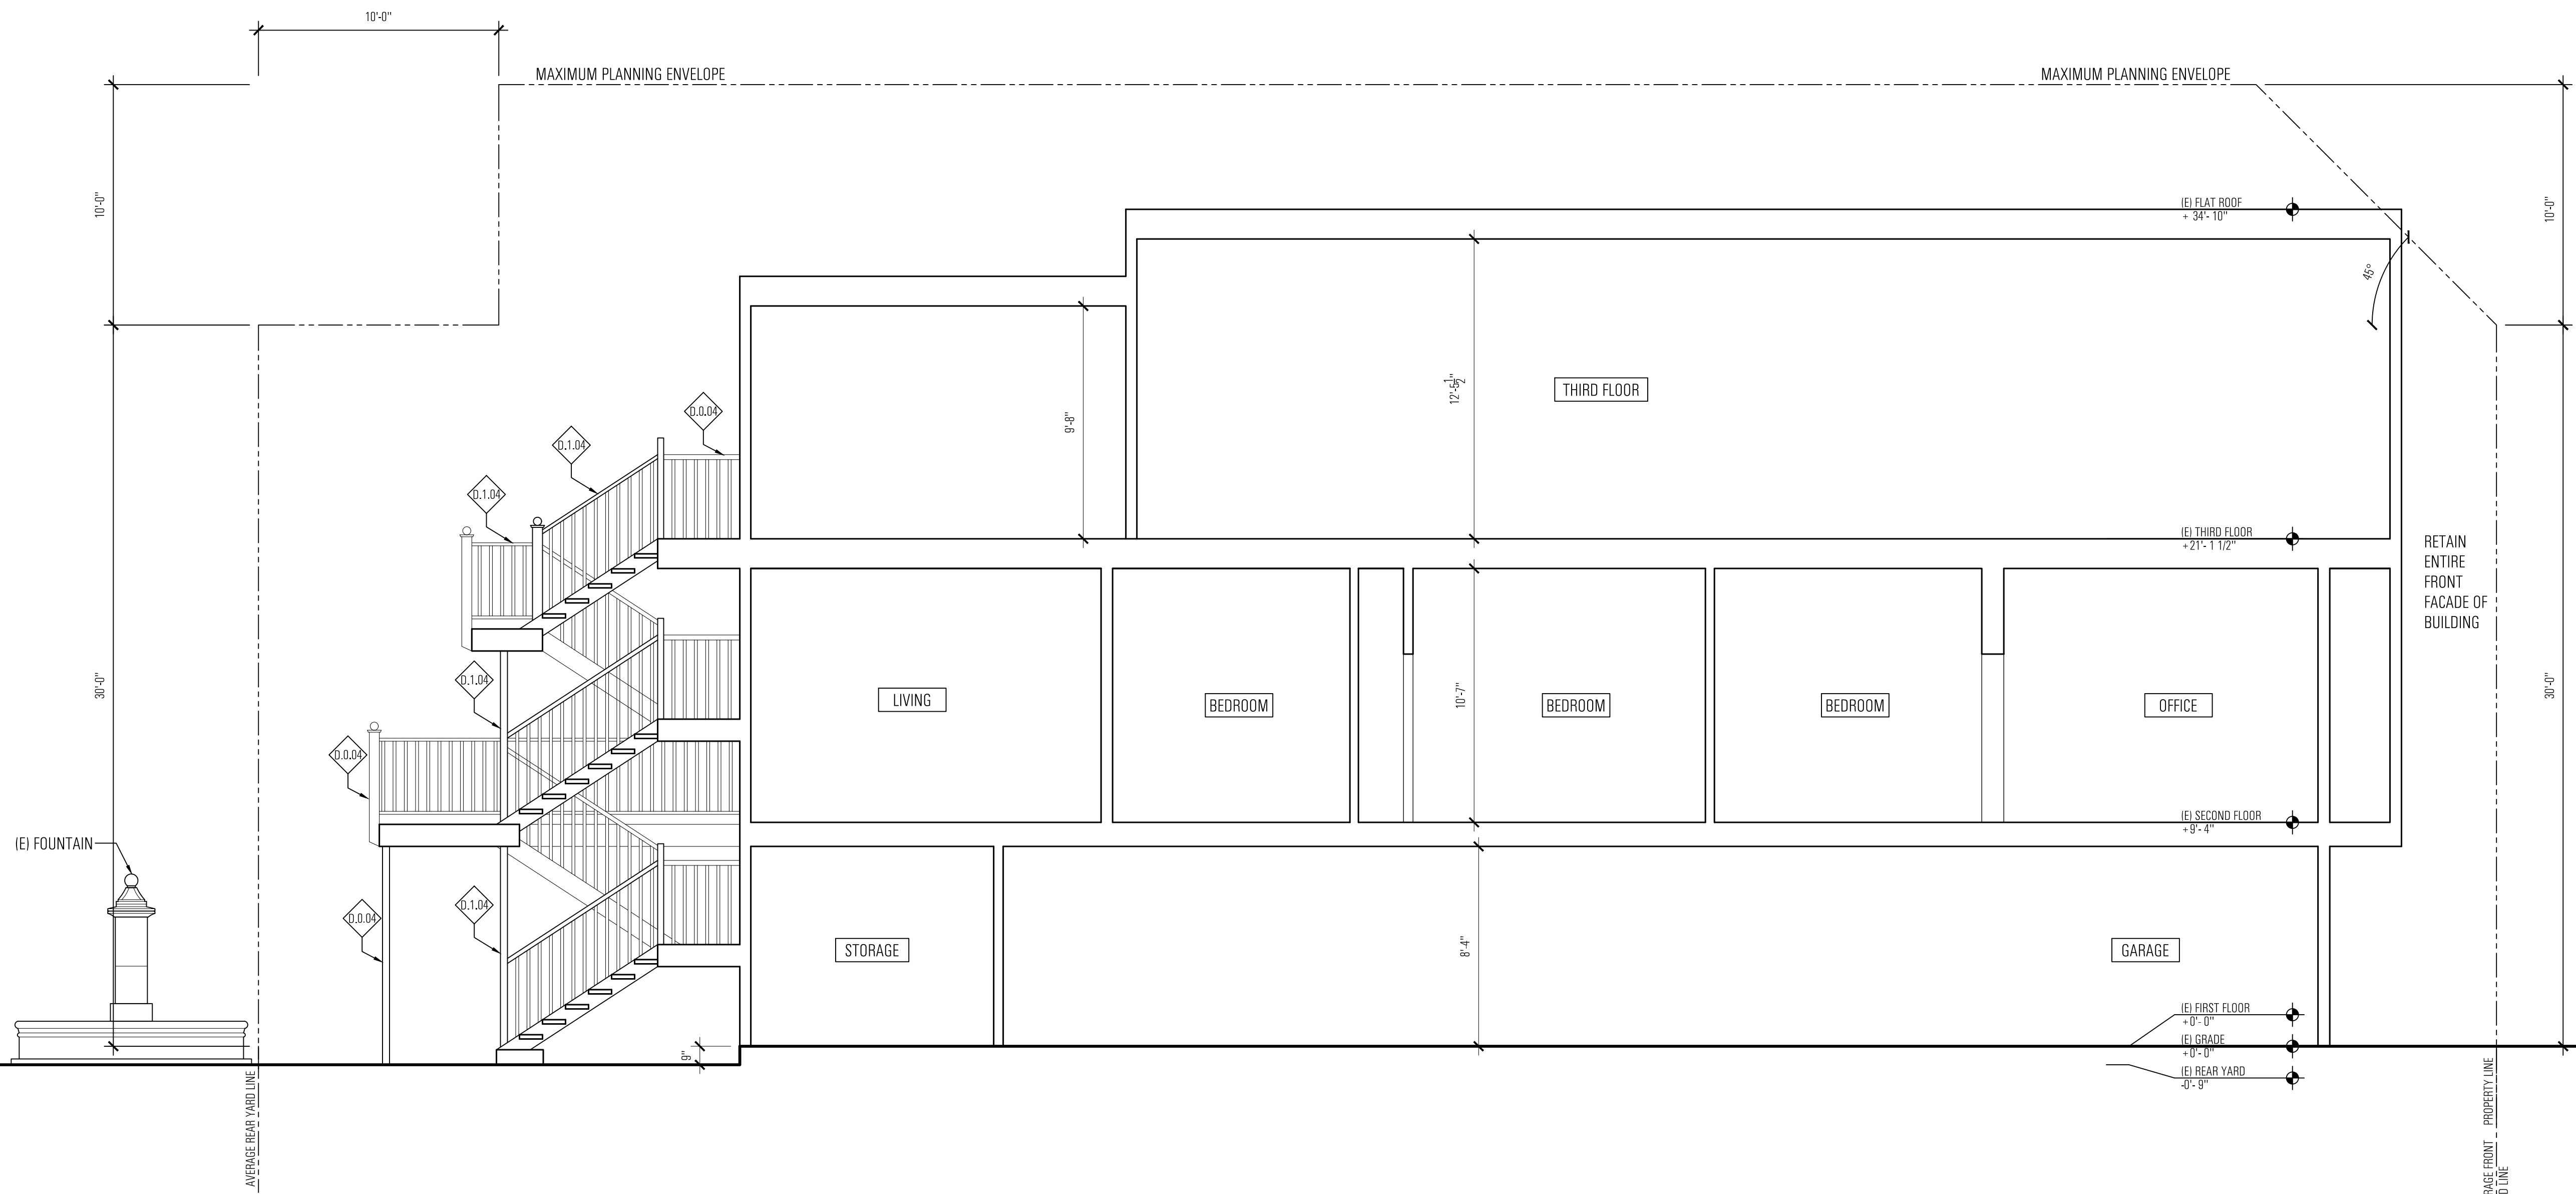 10'-0"
MAXIMUM PLANNING ENVELOPE
MAXIMUM PLANNING ENVELOPE
10'-0"
10'-0"
(E) FLAT ROOF
+ 34'- 10"
45°
12'-5 1/2"
THIRD FLOOR
9'-8"
D.0.04
D.1.04
D.1.04
(E) THIRD FLOOR
+21'- 1 1/2"
RETAIN
ENTIRE
FRONT
FACADE OF
BUILDING
30'-0"
30'-0"
D.1.04
LIVING
BEDROOM
10'-7"
BEDROOM
BEDROOM
OFFICE
D.0.04
(E) SECOND FLOOR
+9'- 4"
(E) FOUNTAIN
D.0.04
D.1.04
STORAGE
8'-4"
GARAGE
(E) FIRST FLOOR
+0'- 0"
(E) GRADE
+0'- 0"
9"
(E) REAR YARD
-0'- 9"
AVERAGE REAR YARD LINE
PROPERTY LINE
RAGE FRONT
D LINE